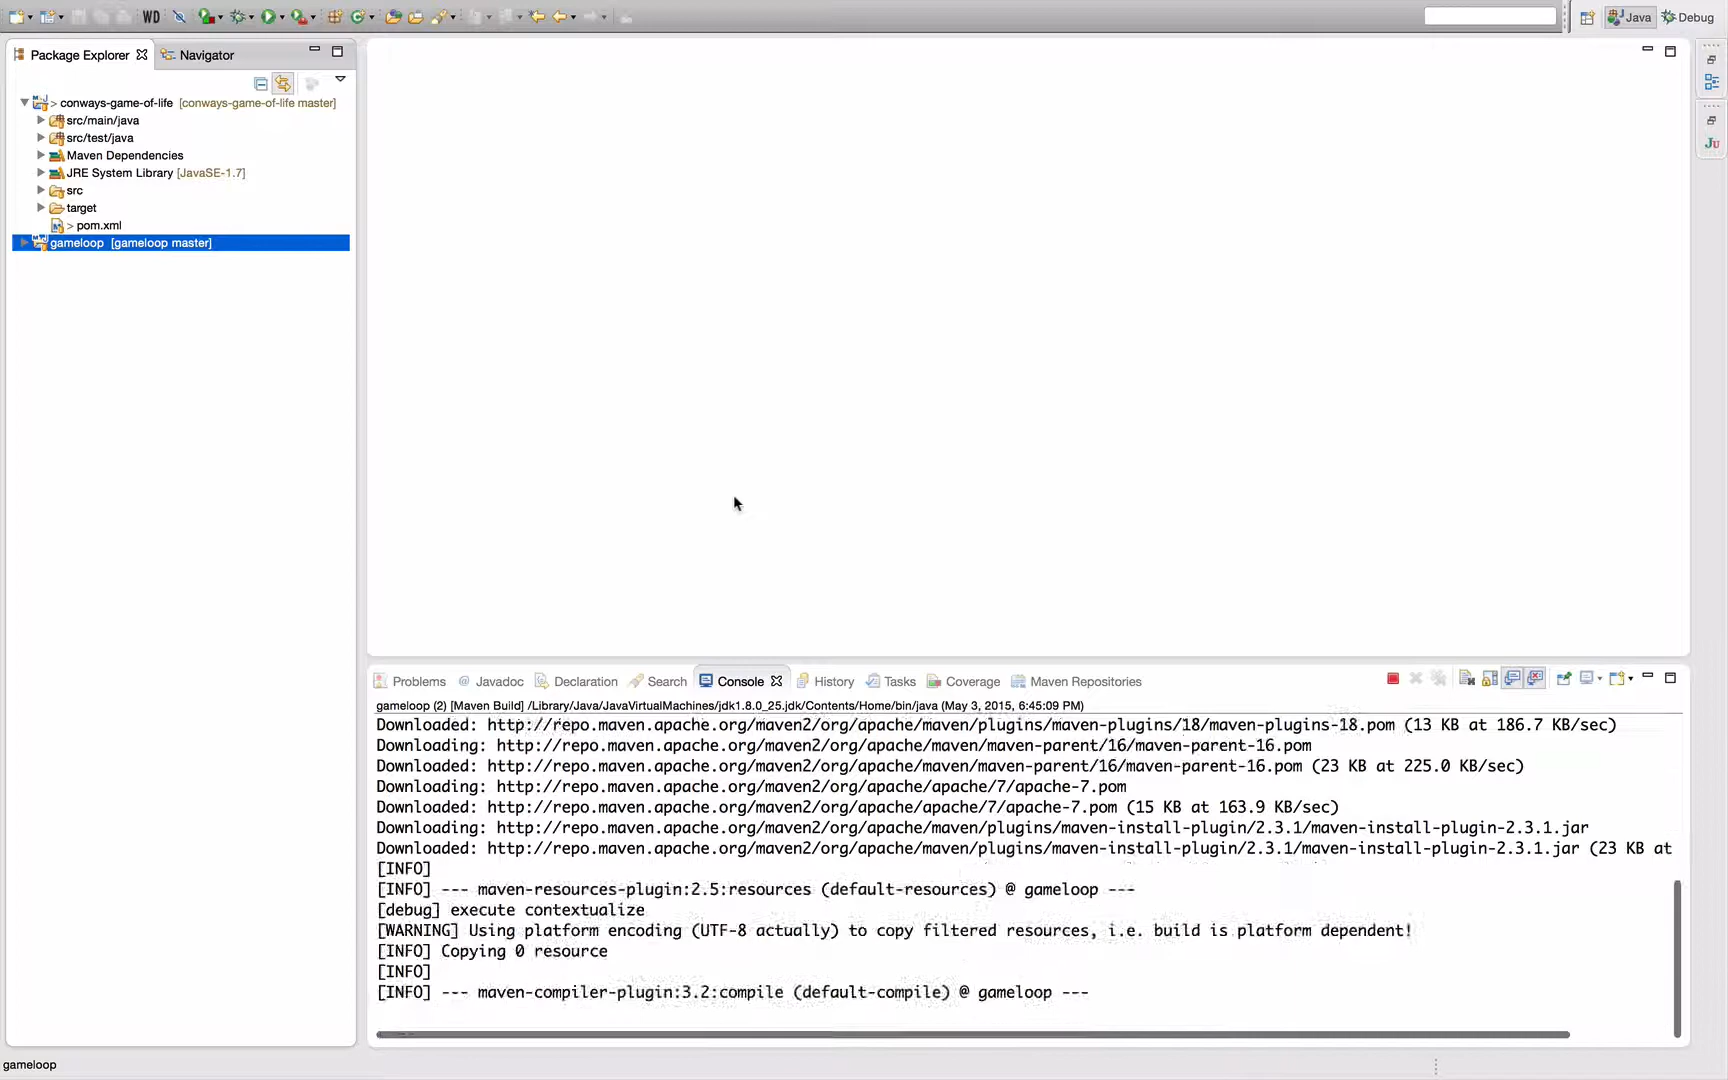 WD
Java
Debug
Package Explorer
Navigator
> conways-game-of-life [conways-game-of-life master]
src/main/java
src/test/java
Maven Dependencies
JRE System Library [JavaSE-1.7]
src
target
> pom.xml
gameloop [gameloop master]
Ju
Problems
@ Javadoc
Declaration
Search
Console
History
Tasks
Coverage
Maven Repositories
gameloop (2) [Maven Build] /Library/Java/JavaVirtualMachines/jdk1.8.0_25.jdk/Contents/Home/bin/java (May 3, 2015, 6:45:09 PM)
Downloaded: http://repo.maven.apache.org/maven2/org/apache/maven/plugins/maven-plugins/18/maven-plugins-18.pom (13 KB at 186.7 KB/sec)
Downloading: http://repo.maven.apache.org/maven2/org/apache/maven/maven-parent/16/maven-parent-16.pom
Downloaded: http://repo.maven.apache.org/maven2/org/apache/maven/maven-parent/16/maven-parent-16.pom (23 KB at 225.0 KB/sec)
Downloading: http://repo.maven.apache.org/maven2/org/apache/apache/7/apache-7.pom
Downloaded: http://repo.maven.apache.org/maven2/org/apache/apache/7/apache-7.pom (15 KB at 163.9 KB/sec)
Downloading: http://repo.maven.apache.org/maven2/org/apache/maven/plugins/maven-install-plugin/2.3.1/maven-install-plugin-2.3.1.jar
Downloaded: http://repo.maven.apache.org/maven2/org/apache/maven/plugins/maven-install-plugin/2.3.1/maven-install-plugin-2.3.1.jar (23 KB at
[INFO]
[INFO] --- maven-resources-plugin:2.5:resources (default-resources) @ gameloop ---
[debug] execute contextualize
[WARNING] Using platform encoding (UTF-8 actually) to copy filtered resources, i.e. build is platform dependent!
[INFO] Copying 0 resource
[INFO]
[INFO] --- maven-compiler-plugin:3.2:compile (default-compile) @ gameloop ---
gameloop